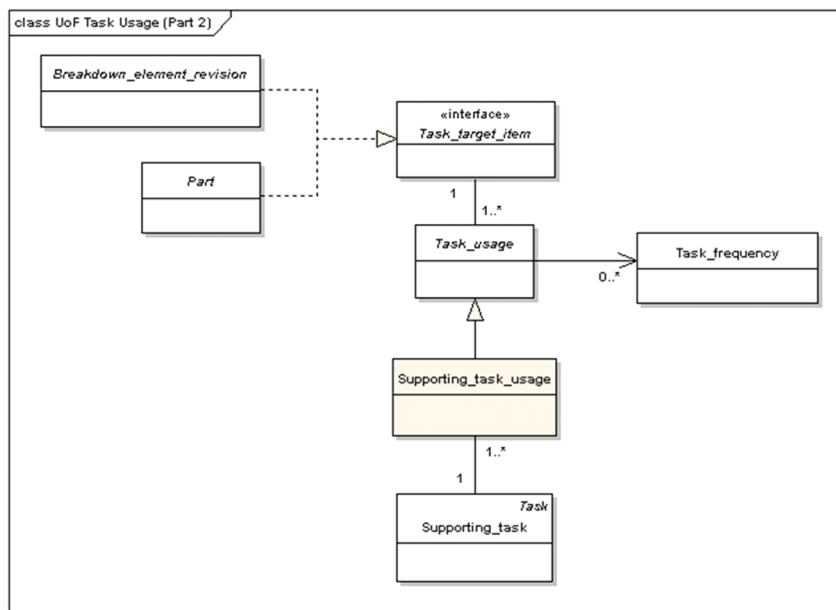 class UoF Task Usage (Part 2)
Breakdown_element_revision
«interface»
Task_target_item
Part
1
1..*
Task_usage
Task_frequency
0..*
Supporting_task_usage
1..*
1
Task
Supporting_task